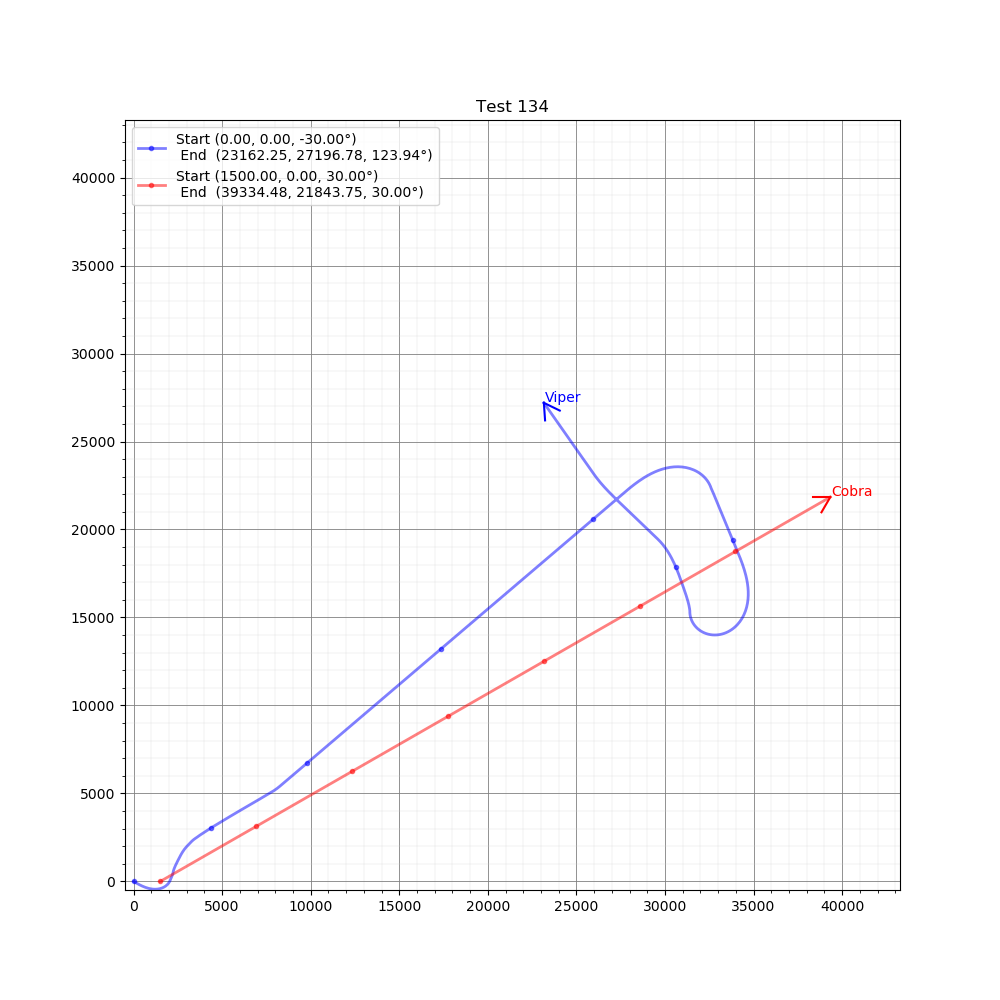 Test 134
Start (0.00, 0.00, -30.00°)
End (23162.25, 27196.78, 123.94°)
Start (1500.00, 0.00, 30.00°)
End (39334.48, 21843.75, 30.00°)
40000
35000
30000
25000
20000
15000
10000
5000
0
Viper
Cobra
0 5000 10000 15000 20000 25000 30000 35000 40000